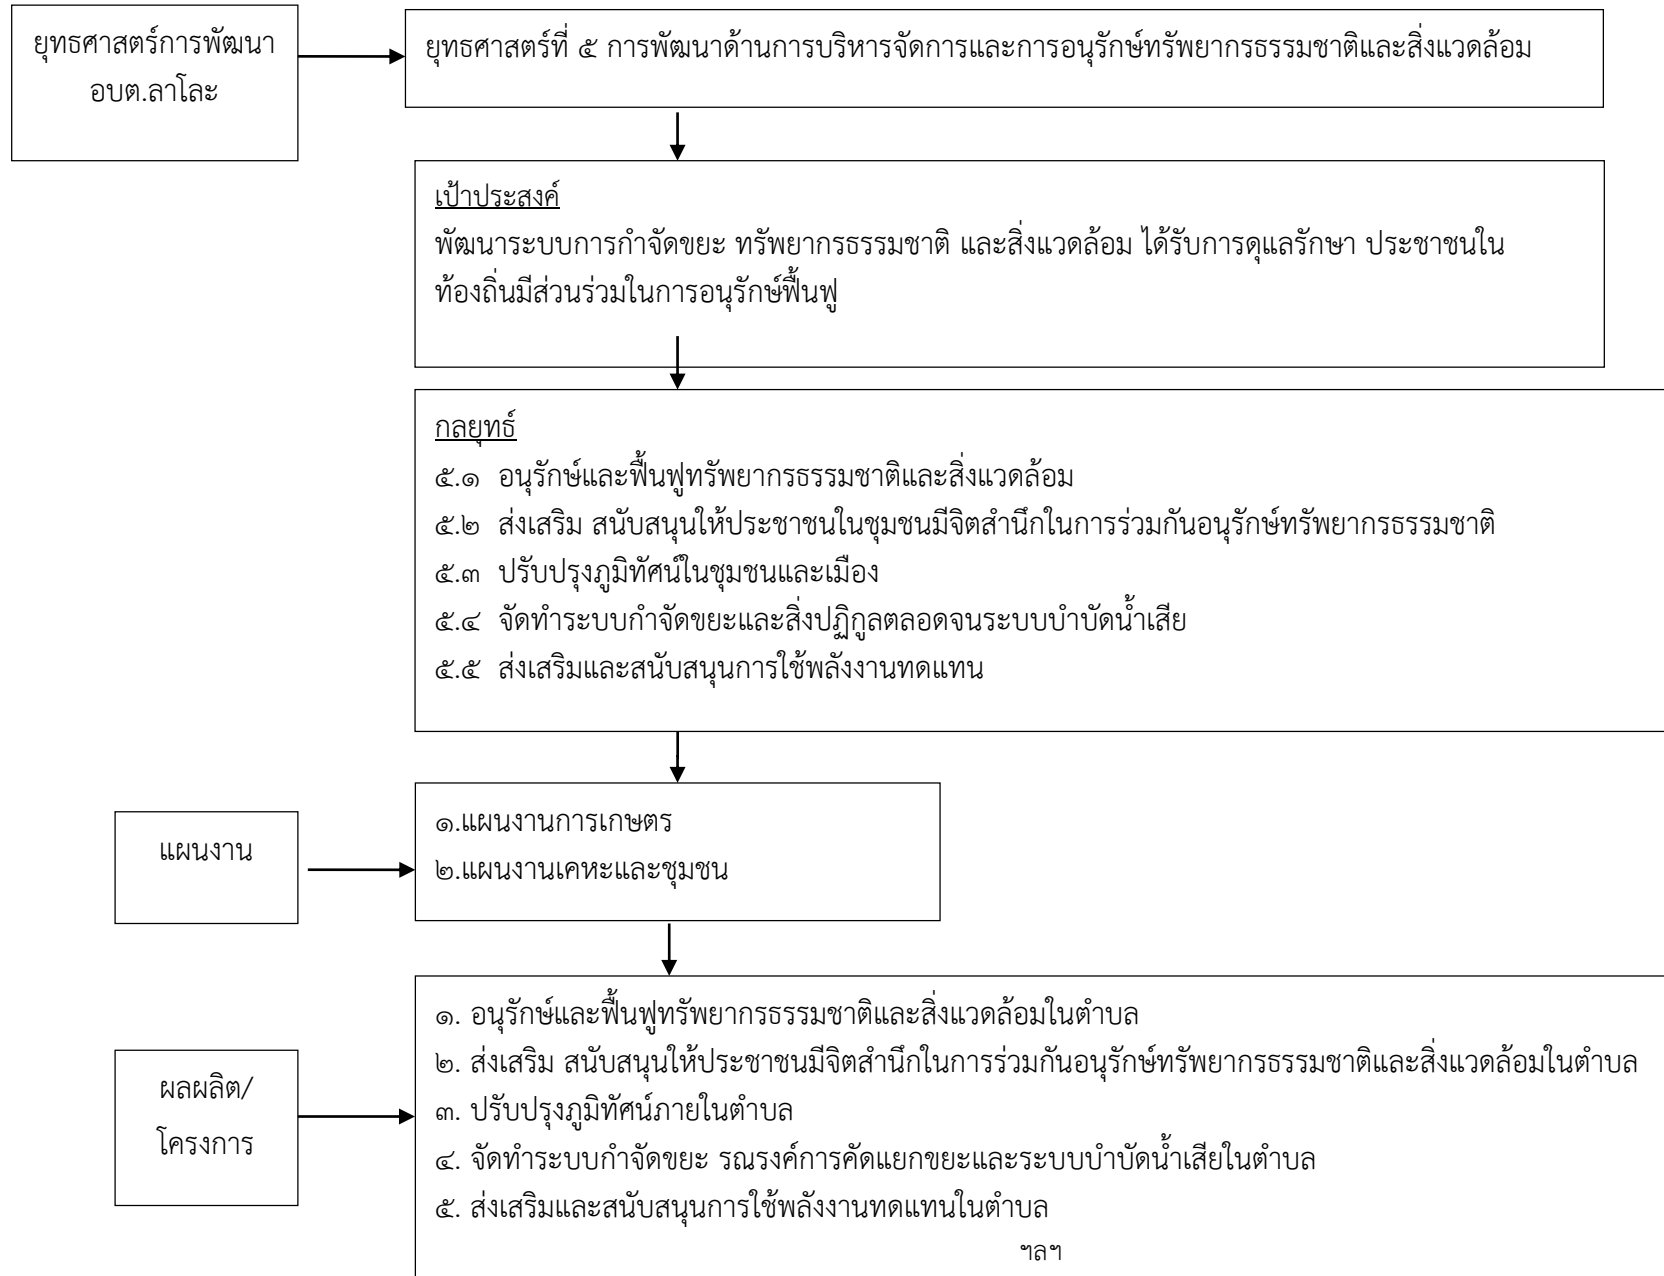 ยุทธศาสตร์การพัฒนา
อบต.ลาโละ
ยุทธศาสตร์ที่ ๕ การพัฒนาด้านการบริหารจัดการและการอนุรักษ์ทรัพยากรธรรมชาติและสิ่งแวดล้อม
เป้าประสงค์
พัฒนาระบบการกำจัดขยะ ทรัพยากรธรรมชาติ และสิ่งแวดล้อม ได้รับการดุแลรักษา ประชาชนใน
ท้องถิ่นมีส่วนร่วมในการอนุรักษ์ฟื้นฟู
กลยุทธ์
๕.๑ อนุรักษ์และฟื้นฟูทรัพยากรธรรมชาติและสิ่งแวดล้อม
๕.๒ ส่งเสริม สนับสนุนให้ประชาชนในชุมชนมีจิตสำนึกในการร่วมกันอนุรักษ์ทรัพยากรธรรมชาติ
๕.๓ ปรับปรุงภูมิทัศน์ในชุมชนและเมือง
๕.๔ จัดทำระบบกำจัดขยะและสิ่งปฏิกูลตลอดจนระบบบำบัดน้ำเสีย
๕.๕ ส่งเสริมและสนับสนุนการใช้พลังงานทดแทน
แผนงาน
๑.แผนงานการเกษตร
๒.แผนงานเคหะและชุมชน
ผลผลิต/
โครงการ
๑. อนุรักษ์และฟื้นฟูทรัพยากรธรรมชาติและสิ่งแวดล้อมในตำบล
๒. ส่งเสริม สนับสนุนให้ประชาชนมีจิตสำนึกในการร่วมกันอนุรักษ์ทรัพยากรธรรมชาติและสิ่งแวดล้อมในตำบล
๓. ปรับปรุงภูมิทัศน์ภายในตำบล
๔. จัดทำระบบกำจัดขยะ รณรงค์การคัดแยกขยะและระบบบำบัดน้ำเสียในตำบล
๕. ส่งเสริมและสนับสนุนการใช้พลังงานทดแทนในตำบล
ฯลฯ